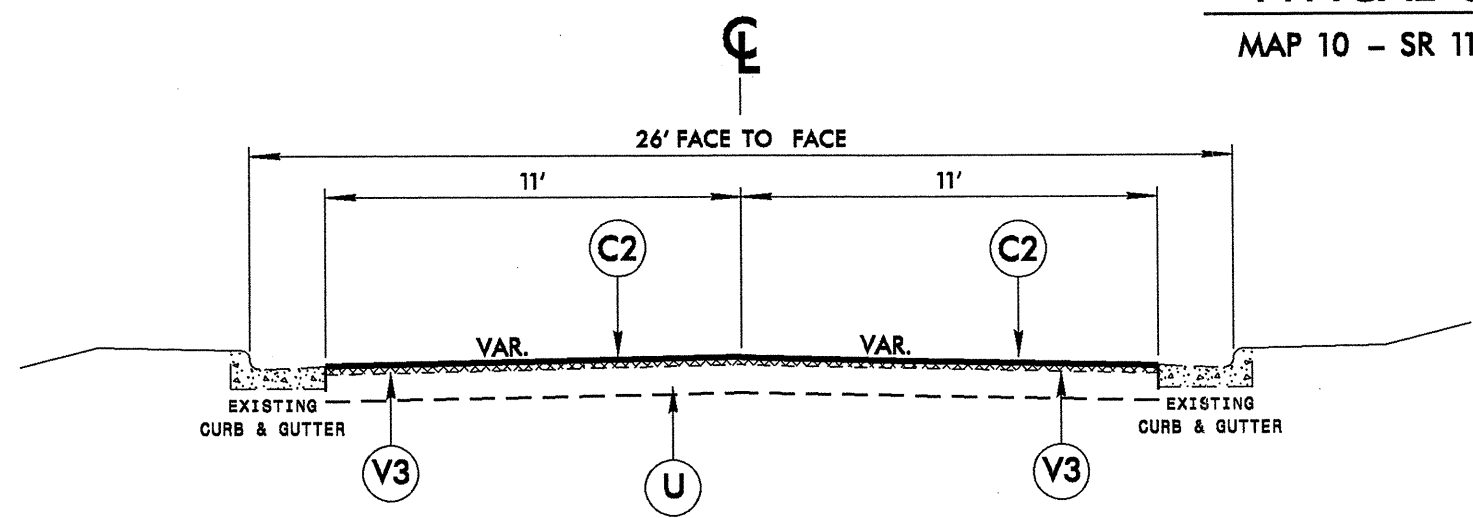 MAP 10 – SR 11
℄
26' FACE TO FACE
11'
11'
C2
C2
VAR.
VAR.
EXISTING
CURB & GUTTER
EXISTING
CURB & GUTTER
V3
U
V3